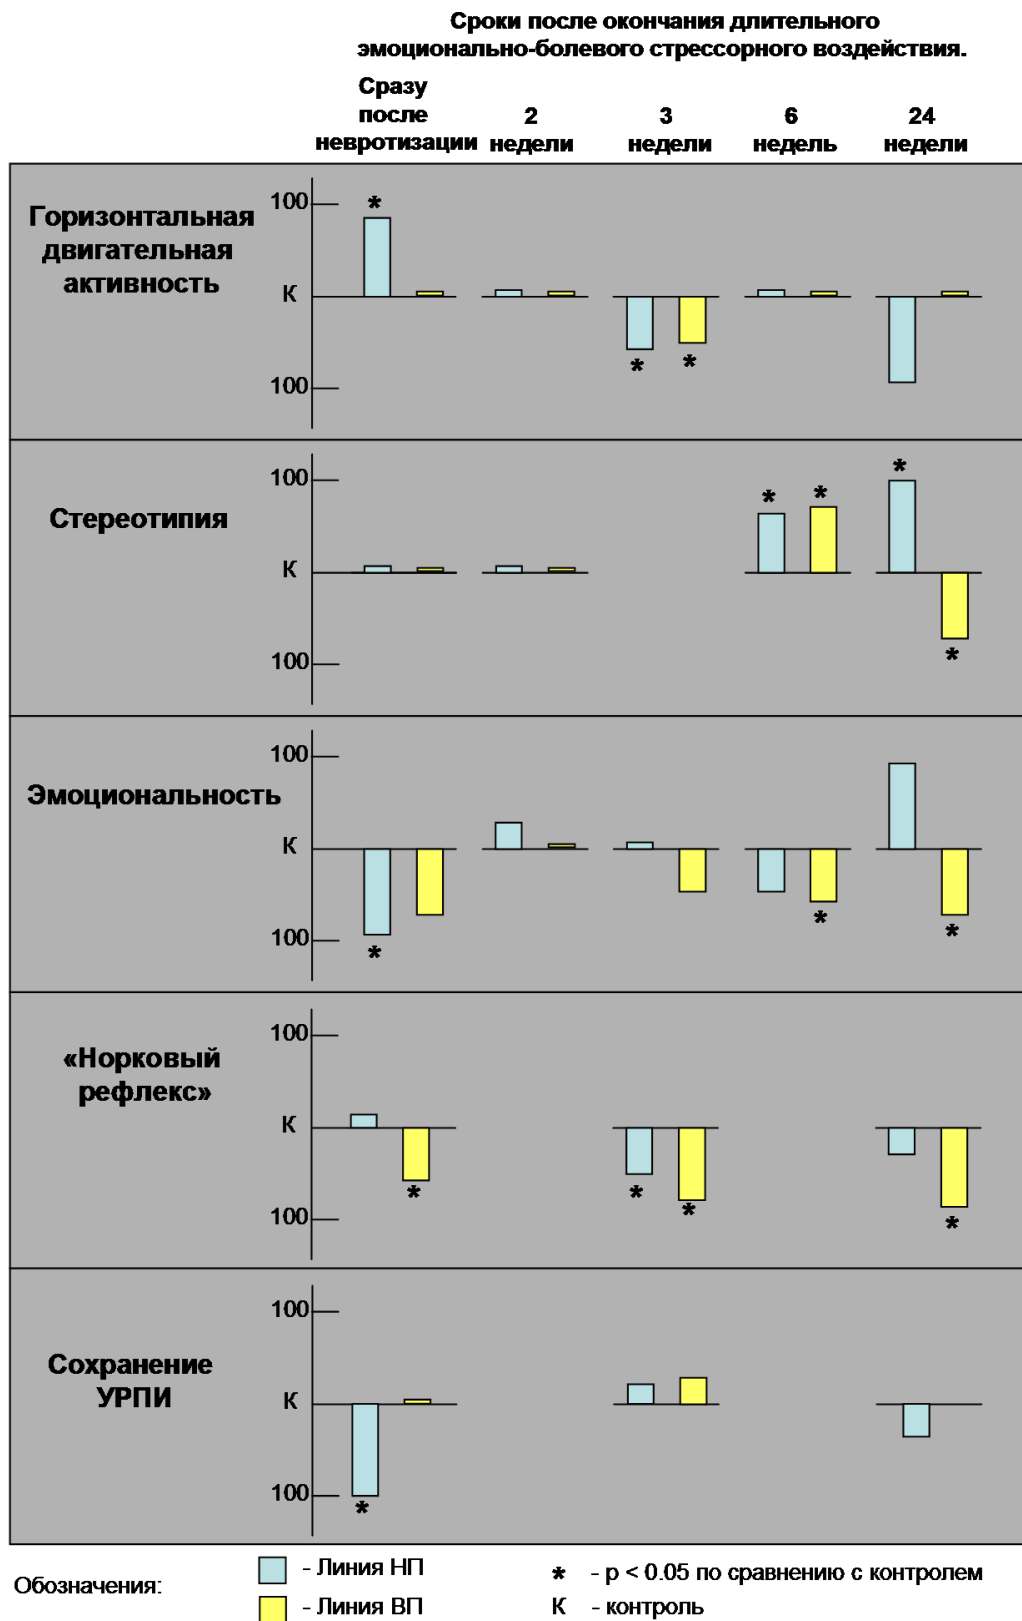 Сроки после окончания длительного
эмоционально-болевого стрессорного воздействия.
Сразу
после
невротизации
2
недели
3
недели
6
недель
24
недели
Горизонтальная
двигательная
активность
100
К
100
*
*
*
Стереотипия
100
К
100
*
*
*
*
Эмоциональность
100
К
100
*
*
*
«Норковый
рефлекс»
100
К
100
*
*
*
*
Сохранение
УРПИ
100
К
100
*
Обозначения:
- Линия НП
- Линия ВП
* - p < 0.05 по сравнению с контролем
К - контроль